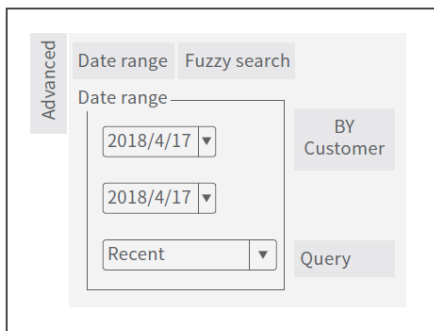 Advanced
Date range Fuzzy search
Date range
2018/4/17
BY
Customer
2018/4/17
Recent
Query